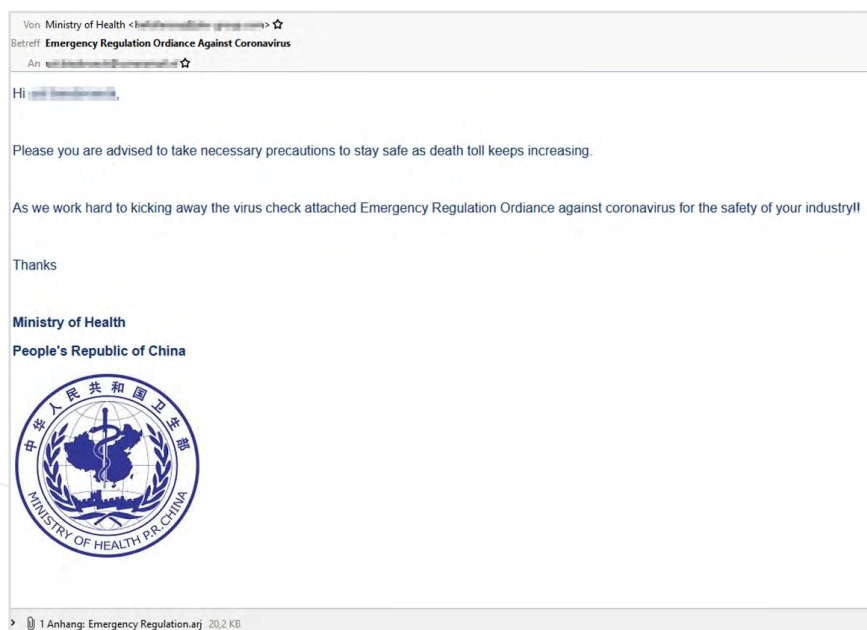 Von Ministry of Health <
Betreff Emergency Regulation Ordiance Against Coronavirus
An
Hi
Please you are advised to take necessary precautions to stay safe as death toll keeps increasing.
As we work hard to kicking away the virus check attached Emergency Regulation Ordiance against coronavirus for the safety of your industry!!
Thanks
Ministry of Health
People's Republic of China
中华人民共和国卫生部
MINISTRY OF HEALTH P.R.CHINA
1 Anhang: Emergency Regulation.arj 20,2 KB